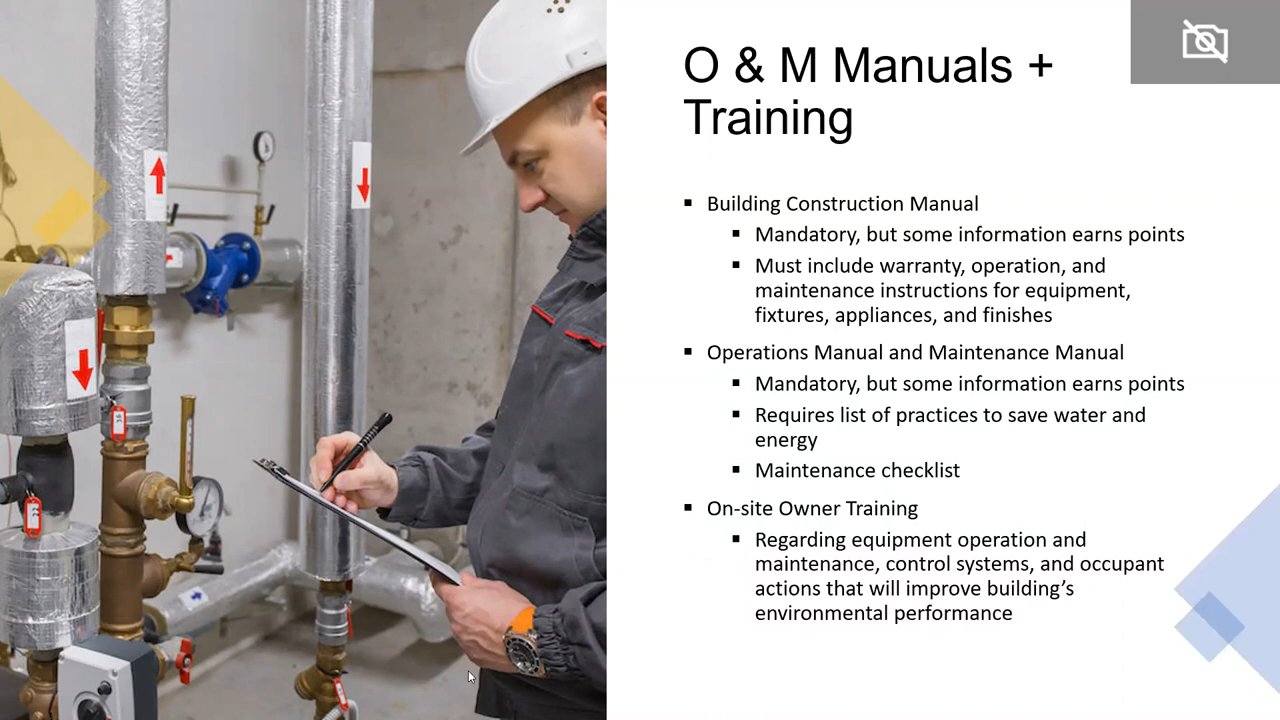 O & M Manuals +
Training
▪ Building Construction Manual
▪ Mandatory, but some information earns points
▪ Must include warranty, operation, and
maintenance instructions for equipment,
fixtures, appliances, and finishes
▪ Operations Manual and Maintenance Manual
▪ Mandatory, but some information earns points
▪ Requires list of practices to save water and
energy
▪ Maintenance checklist
▪ On-site Owner Training
▪ Regarding equipment operation and
maintenance, control systems, and occupant
actions that will improve building’s
environmental performance